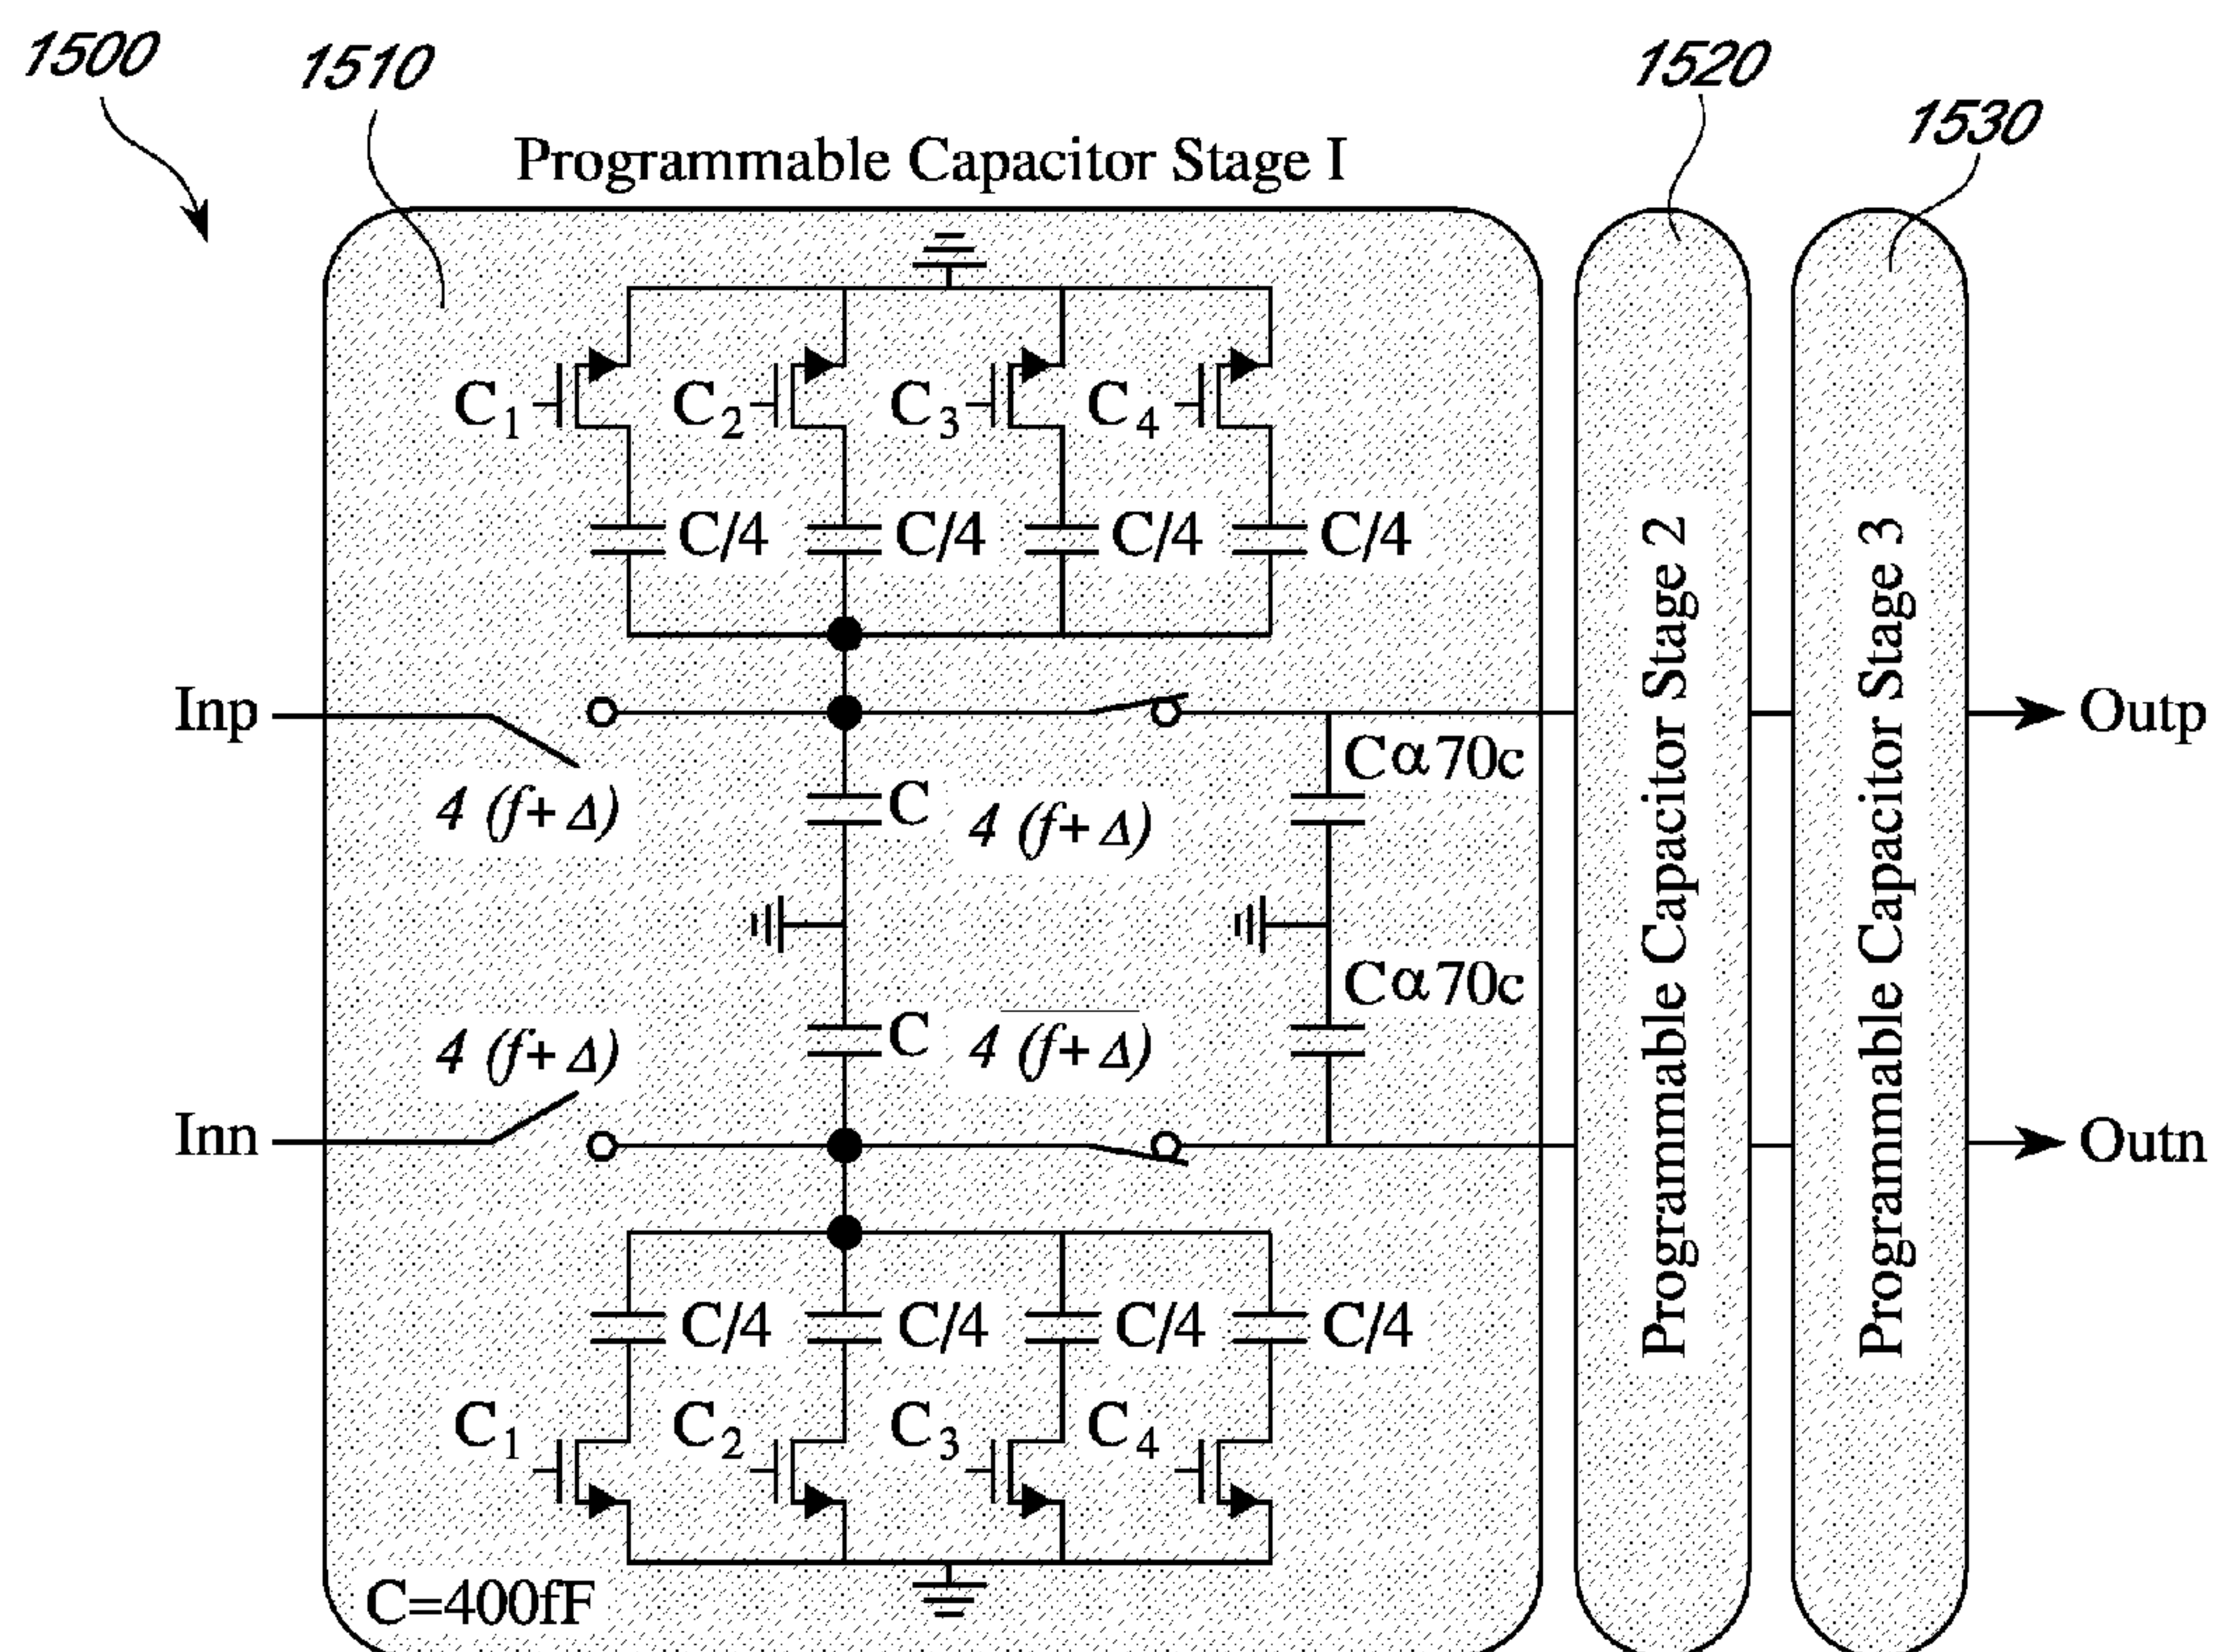 1500
1510
1520
1530
Programmable Capacitor Stage I
C1
C2
C3
C4
C/4
C/4
C/4
C/4
Inp
4 (f+Δ)
C
4 (f+Δ)
Cα70c
Outp
Programmable Capacitor Stage 2
Programmable Capacitor Stage 3
Inn
4 (f+Δ)
C
4 (f+Δ)
Cα70c
Outn
C/4
C/4
C/4
C/4
C1
C2
C3
C4
C=400fF